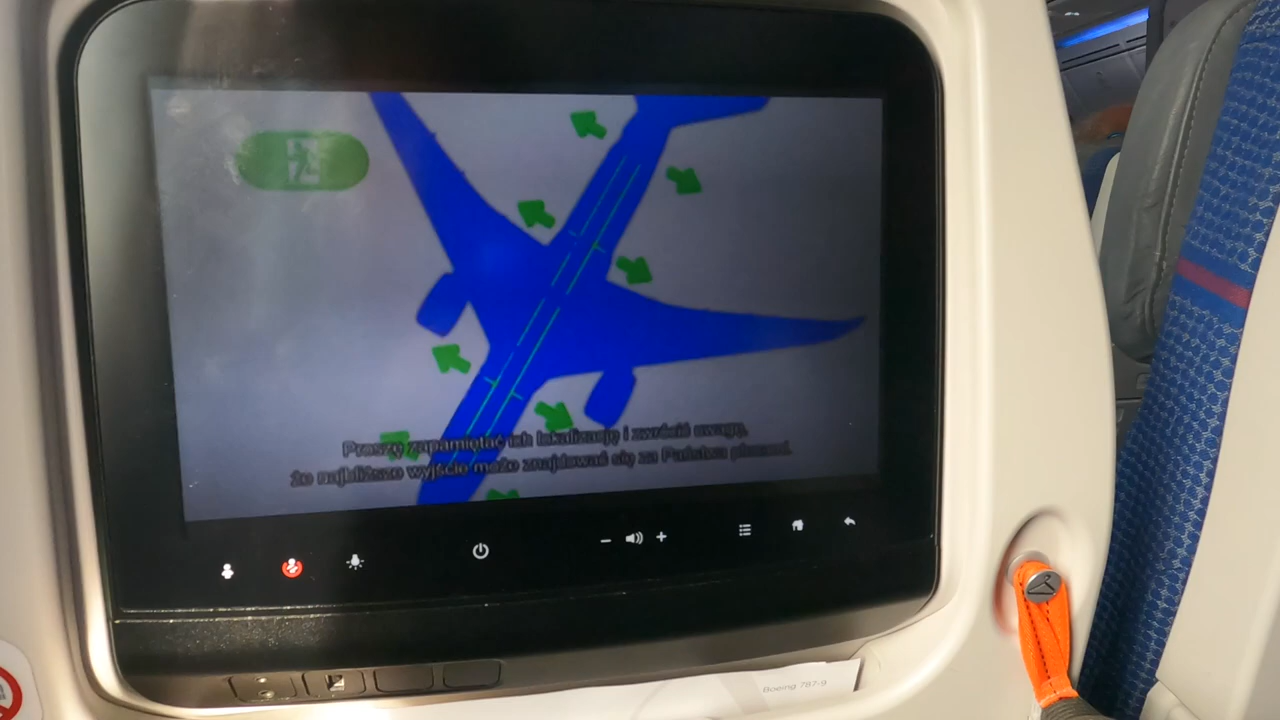 Proszę zapamiętać ich lokalizację i zwrócić uwagę,
że najbliższe wyjście może znajdować się za Państwa plecami.
Boeing 787-9